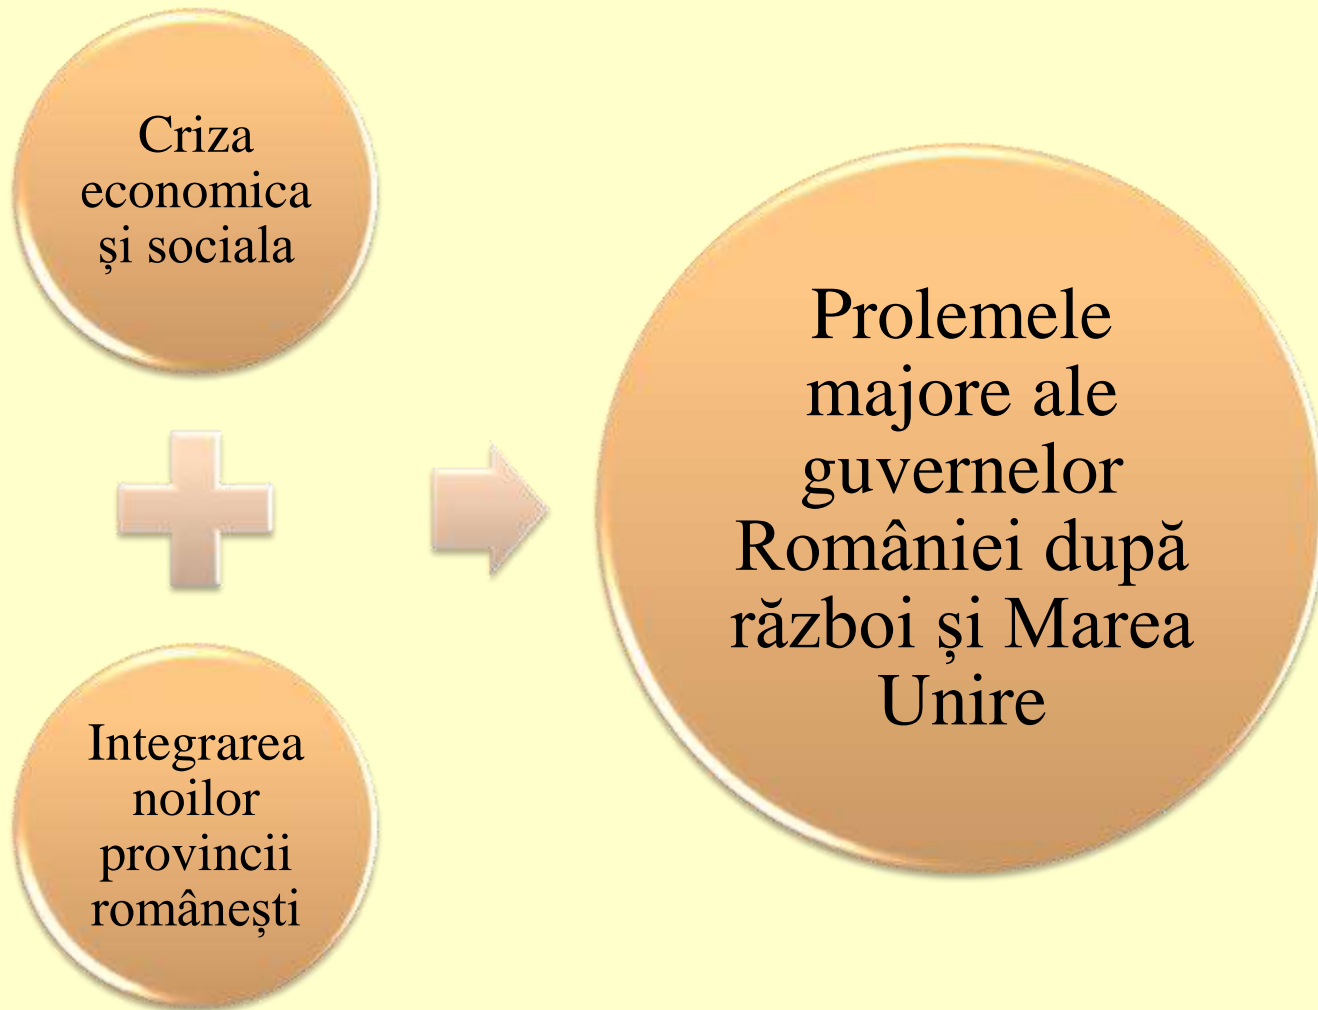 Criza
economica
și sociala
Integrarea
noilor
provincii
românești
Prolemele
majore ale
guvernelor
României după
război și Marea
Unire